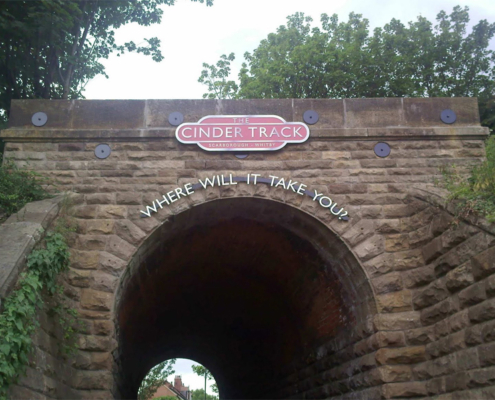 THE
CINDER TRACK
SCARBOROUGH - WHITBY
WHERE WILL IT TAKE YOU?